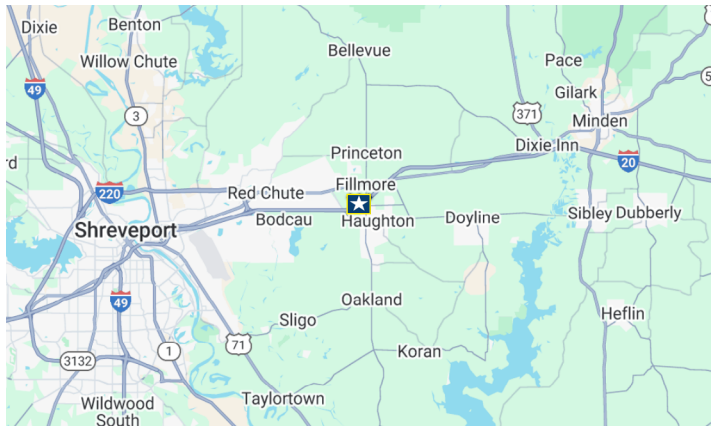 Dixie
Benton
Bellevue
Willow Chute
Pace
49
Gilark
3
371
Minden
Princeton
Dixie Inn
20
220
Red Chute
Fillmore
Bodcau
Haughton
Doyline
Sibley
Dubberly
Shreveport
49
Oakland
Heflin
Sligo
71
1
3132
Koran
Taylortown
Wildwood
South